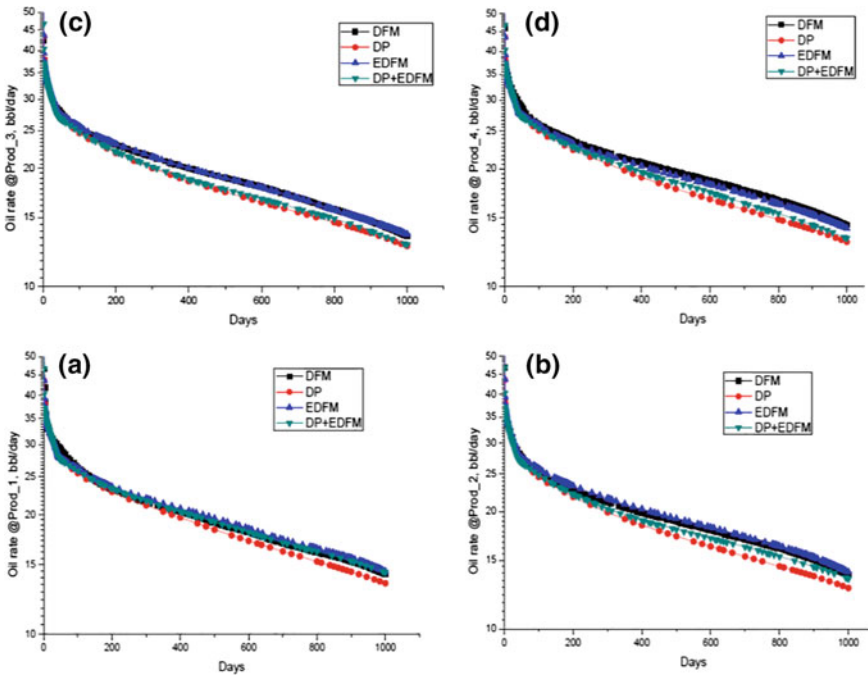 (c)
DFM
DP
EDFM
DP+EDFM
Oil rate @Prod_3, bbl/day
50
45
40
35
30
25
20
15
10
0
200
400
600
800
1000
Days
(d)
DFM
DP
EDFM
DP+EDFM
Oil rate @ Prod_4, bbl/day
50
45
40
35
30
25
20
15
10
0
200
400
600
800
1000
Days
(a)
DFM
DP
EDFM
DP+EDFM
Oil rate @Prod_1, bbl/day
50
45
40
35
30
25
20
15
10
0
200
400
600
800
1000
Days
(b)
DFM
DP
EDFM
DP+EDFM
Oil rate @Prod_2, bbl/day
50
45
40
35
30
25
20
15
10
0
200
400
600
800
1000
Days